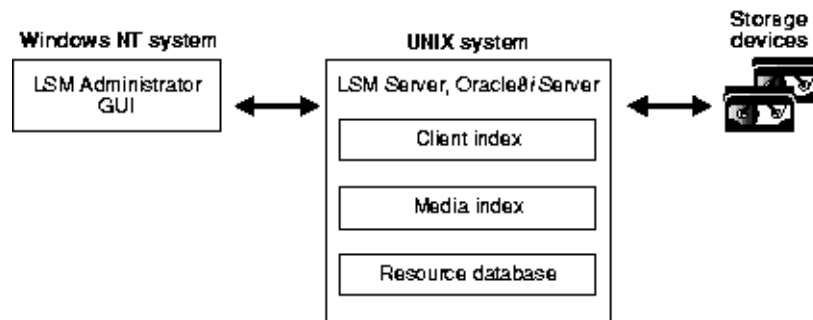 Windows NT system
LSM Administrator
GUI
UNIX system
LSM Server, Oracle8i Server
Client index
Media index
Resource database
Storage
devices